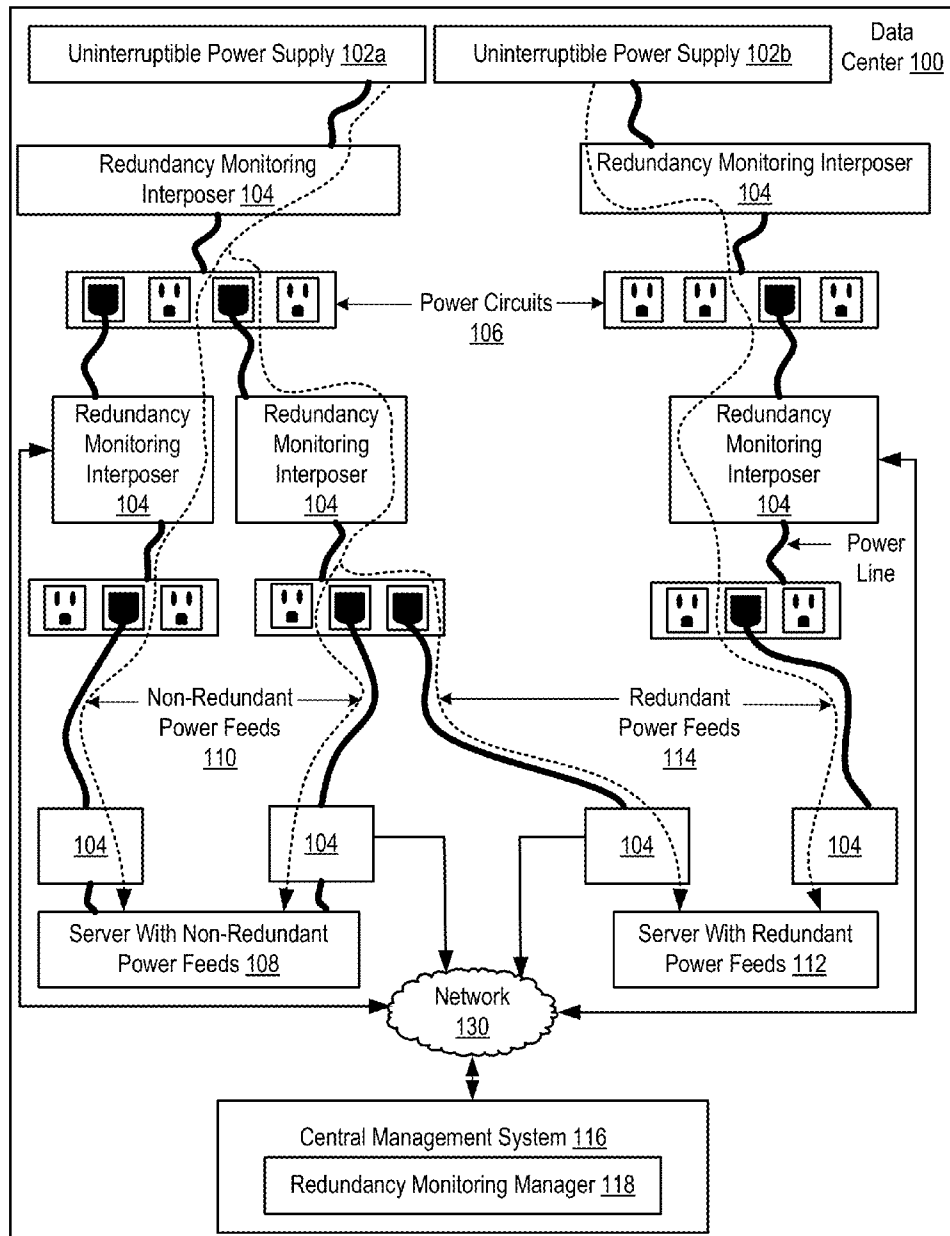 Uninterruptible Power Supply 102a
Uninterruptible Power Supply 102b
Data
Center 100
Redundancy Monitoring
Interposer 104
Redundancy Monitoring Interposer
104
Power Circuits
106
Redundancy
Monitoring
Interposer
104
Redundancy
Monitoring
Interposer
104
Redundancy
Monitoring
Interposer
104
Power
Line
Non-Redundant
Power Feeds
110
Redundant
Power Feeds
114
104
104
104
104
Server With Non-Redundant
Power Feeds 108
Server With Redundant
Power Feeds 112
Network
130
Central Management System 116
Redundancy Monitoring Manager 118